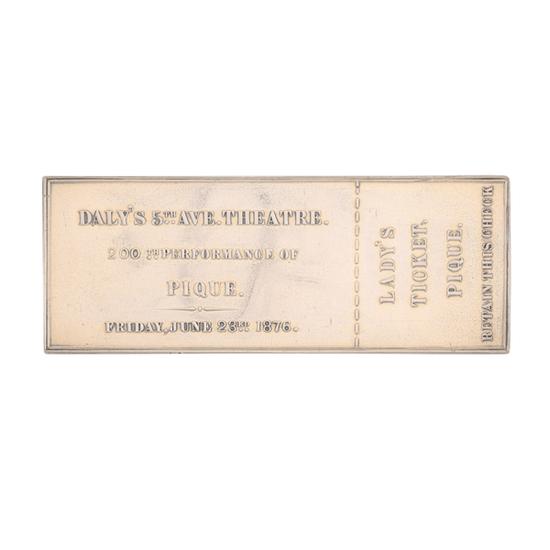 DALY'S 5TH AVE. THEATRE.
200TH PERFORMANCE OF
PIQUE.
FRIDAY, JUNE 23RD 1876.
LADY'S
TICKET.
PIQUE.
RETAIN THIS CHECK